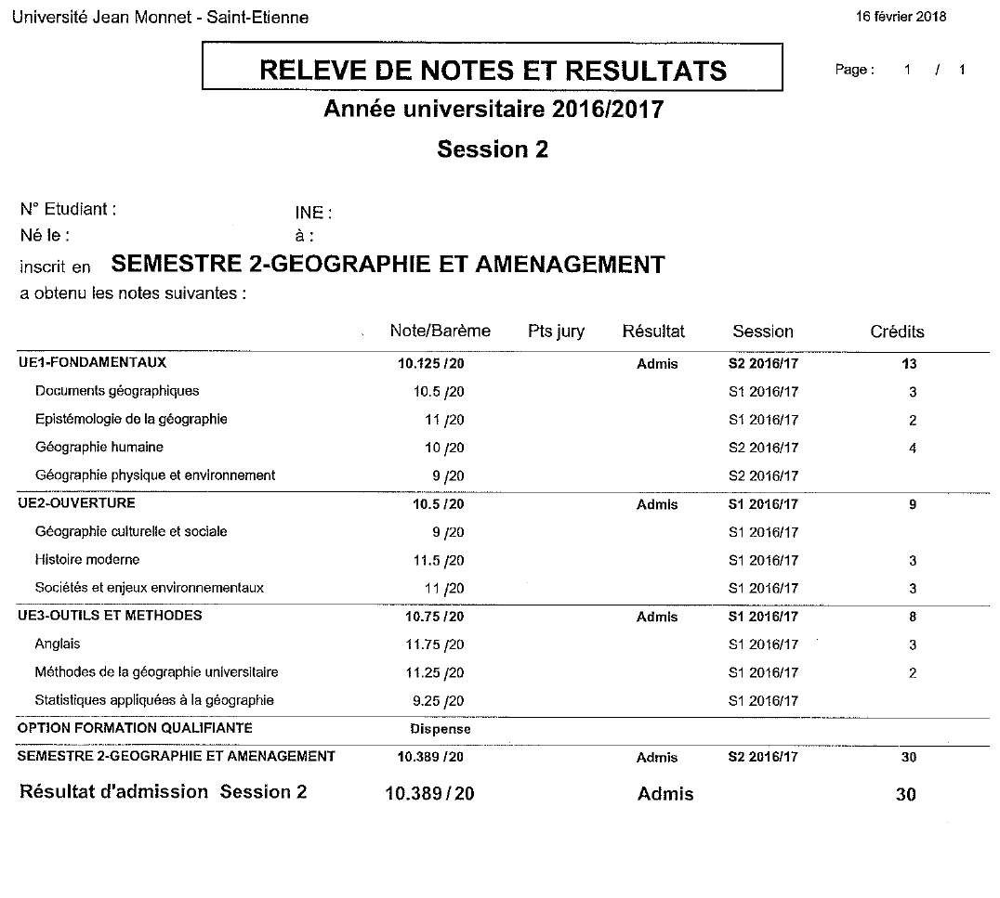 Université Jean Monnet - Saint-Etienne 16 février 2018
RELEVE DE NOTES ET RESULTATS Page : 1 / 1
Année universitaire 2016/2017
Session 2
N° Etudiant : INE :
Né le : à :
inscrit en SEMESTRE 2-GEOGRAPHIE ET AMENAGEMENT
a obtenu les notes suivantes :
Note/Barème Pts jury Résultat Session Crédits
UE1-FONDAMENTAUX 10.125 /20 Admis S2 2016/17 13
Documents géographiques 10.5 /20 S1 2016/17 3
Epistémologie de la géographie 11 /20 S1 2016/17 2
Géographie humaine 10 /20 S2 2016/17 4
Géographie physique et environnement 9 /20 S2 2016/17
UE2-OUVERTURE 10.5 /20 Admis S1 2016/17 9
Géographie culturelle et sociale 9 /20 S1 2016/17
Histoire moderne 11.5 /20 S1 2016/17 3
Sociétés et enjeux environnementaux 11 /20 S1 2016/17 3
UE3-OUTILS ET METHODES 10.75 /20 Admis S1 2016/17 8
Anglais 11.75 /20 S1 2016/17 3
Méthodes de la géographie universitaire 11.25 /20 S1 2016/17 2
Statistiques appliquées à la géographie 9.25 /20 S1 2016/17
OPTION FORMATION QUALIFIANTE Dispense
SEMESTRE 2-GEOGRAPHIE ET AMENAGEMENT 10.389 /20 Admis S2 2016/17 30
Résultat d'admission Session 2 10.389 / 20 Admis 30